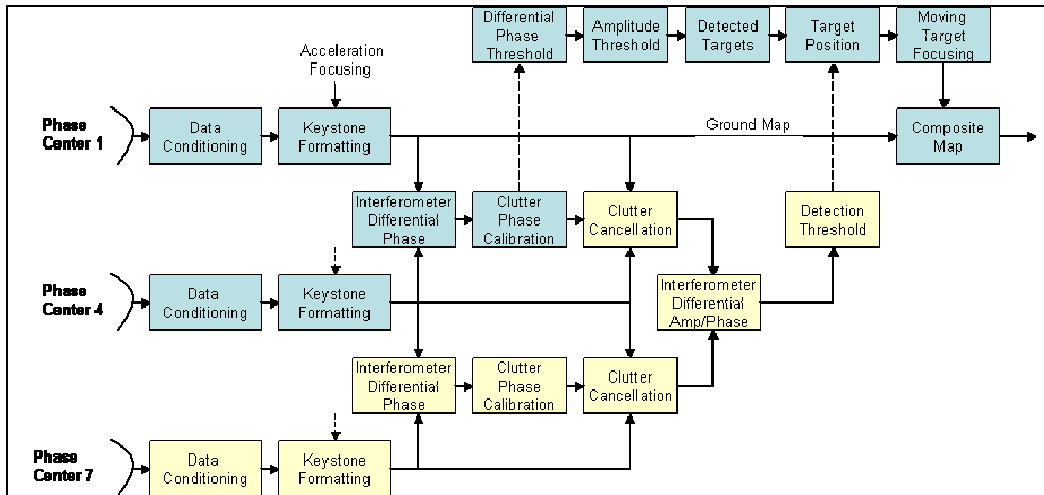 Differential
Phase
Threshold
Amplitude
Threshold
Detected
Targets
Target
Position
Moving
Target
Focusing
Acceleration
Focusing
Phase
Center 1
Data
Conditioning
Keystone
Formatting
Ground Map
Composite
Map
Interferometer
Differential
Phase
Clutter
Phase
Calibration
Clutter
Cancellation
Detection
Threshold
Phase
Center 4
Data
Conditioning
Keystone
Formatting
Interferometer
Differential
Amp/Phase
Interferometer
Differential
Phase
Clutter
Phase
Calibration
Clutter
Cancellation
Phase
Center 7
Data
Conditioning
Keystone
Formatting